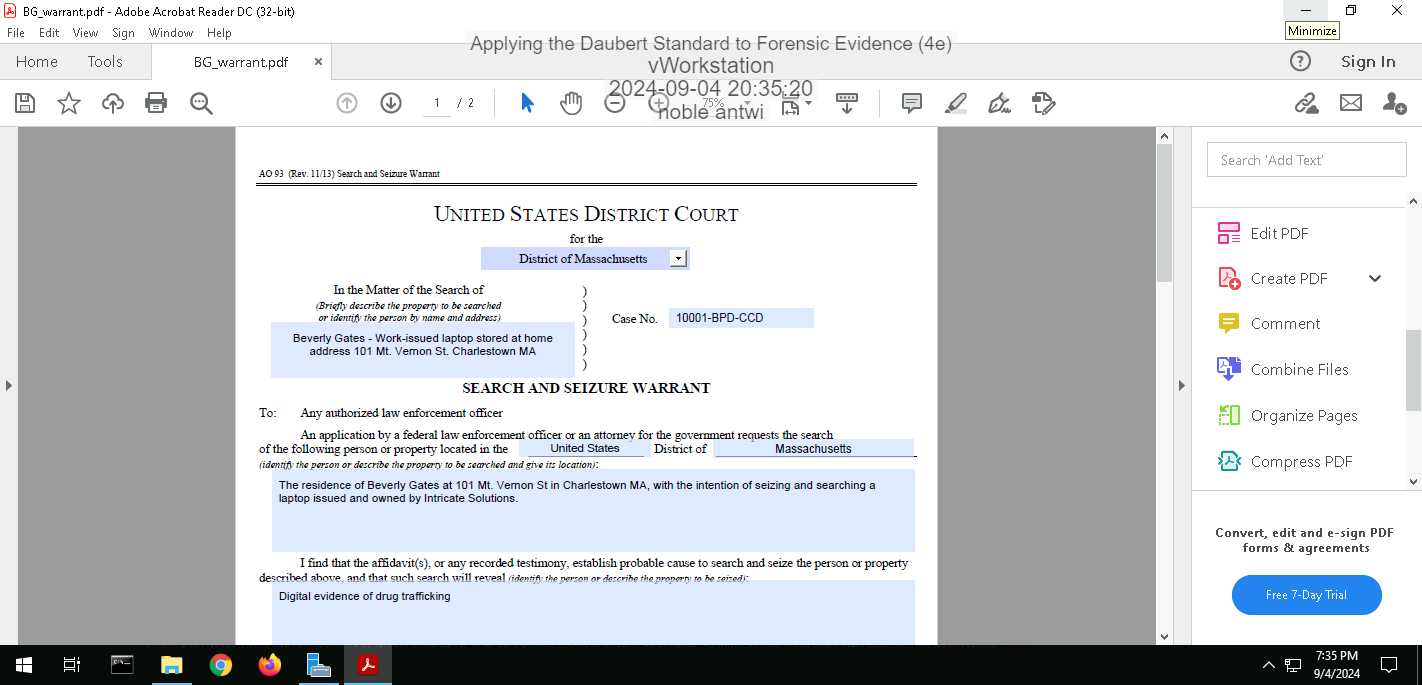 BG_warrant.pdf - Adobe Acrobat Reader DC (32-bit)
File Edit View Sign Window Help
Minimize
Home Tools BG_warrant.pdf × Sign In
Applying the Daubert Standard to Forensic Evidence (4e)
vWorkstation
2024-09-04 20:35:20
noble antwi
1 / 2
75%
Search 'Add Text'
Edit PDF
Create PDF
Comment
Combine Files
Organize Pages
Compress PDF
Convert, edit and e-sign PDF
forms & agreements
Free 7-Day Trial
AO 93 (Rev. 11/13) Search and Seizure Warrant
UNITED STATES DISTRICT COURT
for the
District of Massachusetts
In the Matter of the Search of )
(Briefly describe the property to be searched )
or identify the person by name and address) ) Case No. 10001-BPD-CCD
Beverly Gates - Work-issued laptop stored at home )
address 101 Mt. Vernon St. Charlestown MA )
)
SEARCH AND SEIZURE WARRANT
To: Any authorized law enforcement officer
An application by a federal law enforcement officer or an attorney for the government requests the search
of the following person or property located in the United States District of Massachusetts
(identify the person or describe the property to be searched and give its location):
The residence of Beverly Gates at 101 Mt. Vernon St in Charlestown MA, with the intention of seizing and searching a
laptop issued and owned by Intricate Solutions.
I find that the affidavit(s), or any recorded testimony, establish probable cause to search and seize the person or property
described above, and that such search will reveal (identify the person or describe the property to be seized):
Digital evidence of drug trafficking
7:35 PM
9/4/2024